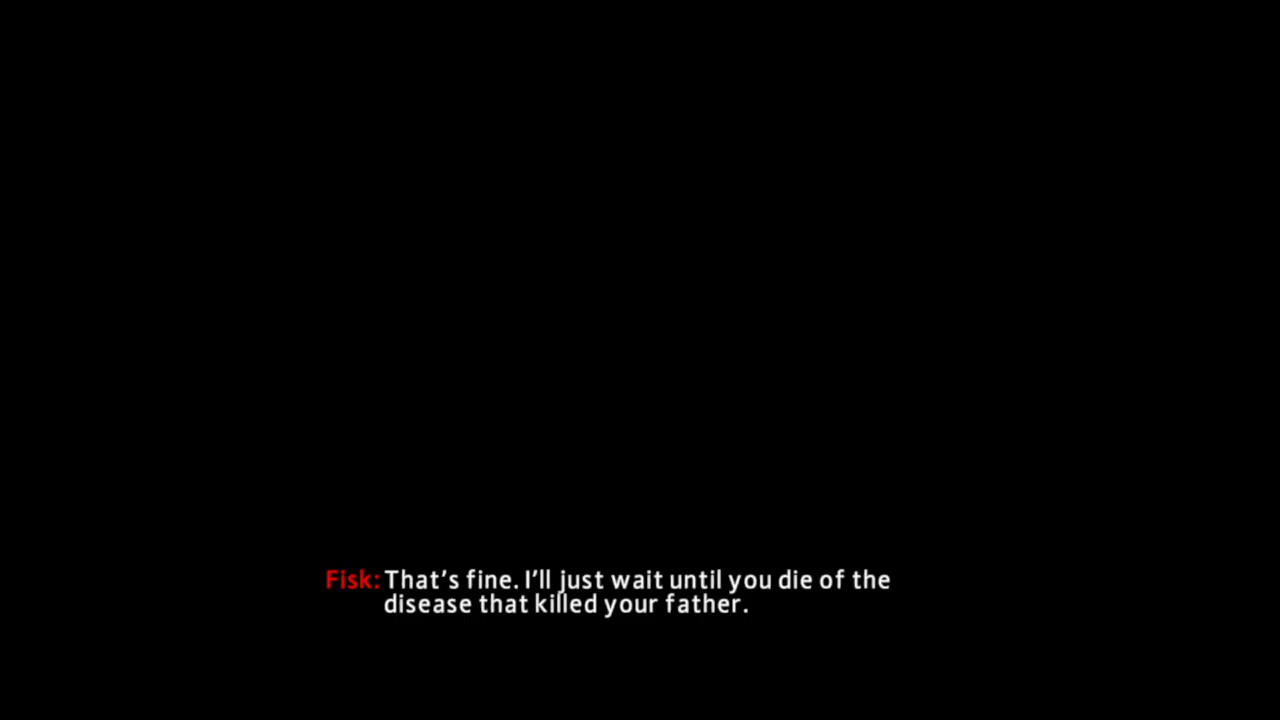 Fisk: That’s fine. I’ll just wait until you die of the
disease that killed your father.